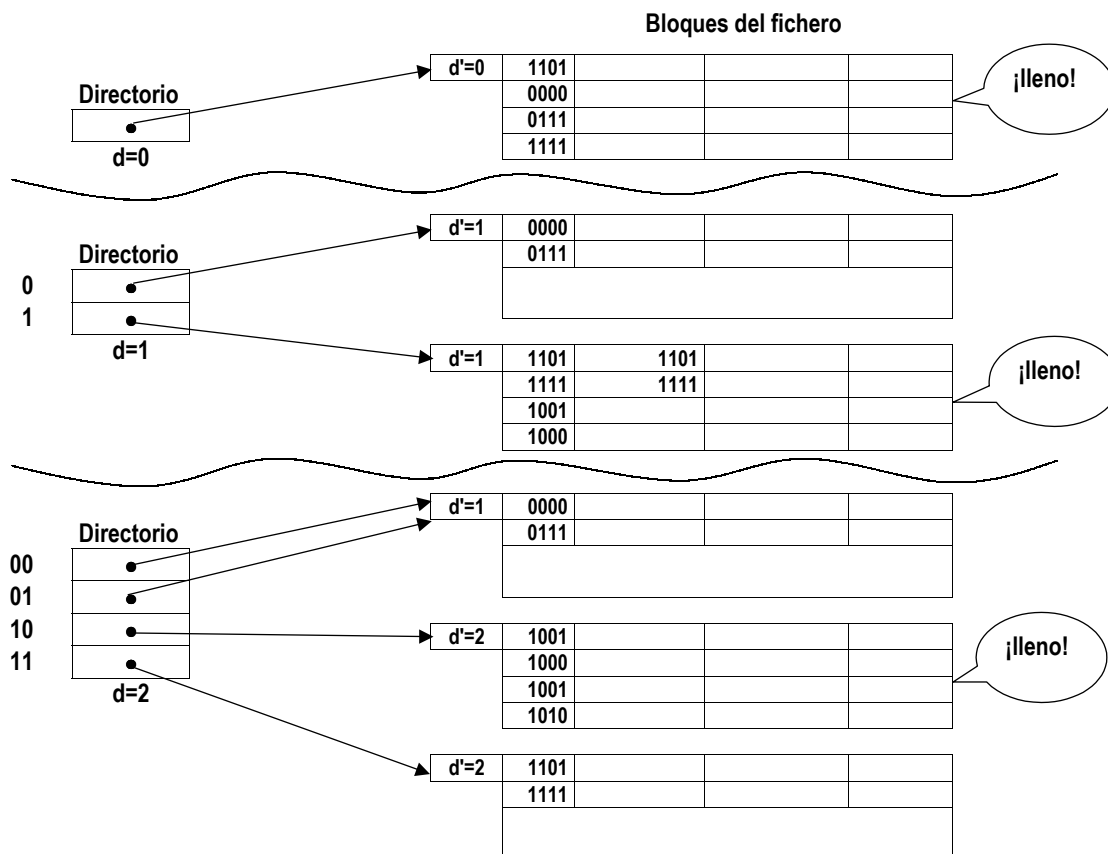 Bloques del fichero
d'=0 1101
¡lleno!
0000
Directorio
0111
1111
d=0
d'=1 0000
0111
Directorio
0
1
d=1
d'=1 1101 1101
¡lleno!
1111 1111
1001
1000
d'=1 0000
0111
Directorio
00
01
10
11
d=2
d'=2 1001
¡lleno!
1000
1001
1010
d'=2 1101
1111